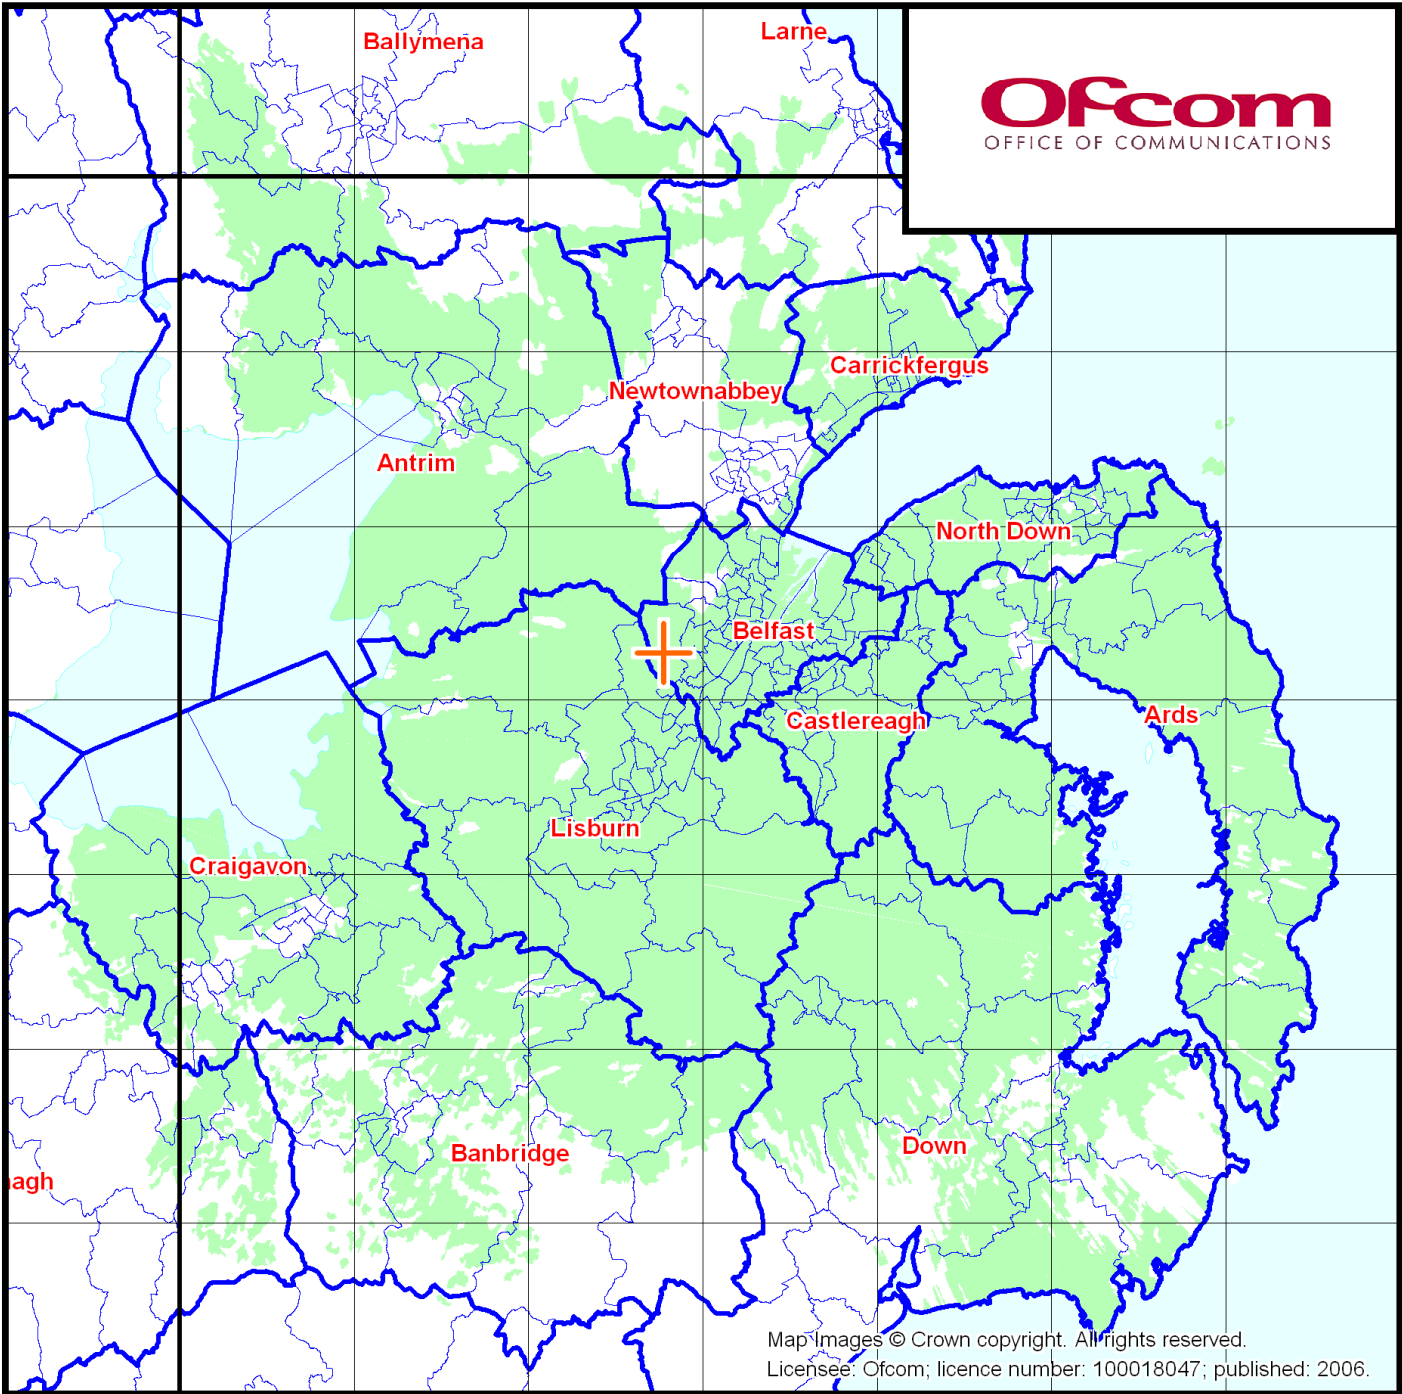 Ballymena
Larne
Ofcom
OFFICE OF COMMUNICATIONS
Carrickfergus
Newtownabbey
Antrim
North Down
Belfast
Ards
Castlereagh
Lisburn
Craigavon
Down
Banbridge
nagh
Map Images © Crown copyright. All rights reserved.
Licensee: Ofcom; licence number: 100018047; published: 2006.